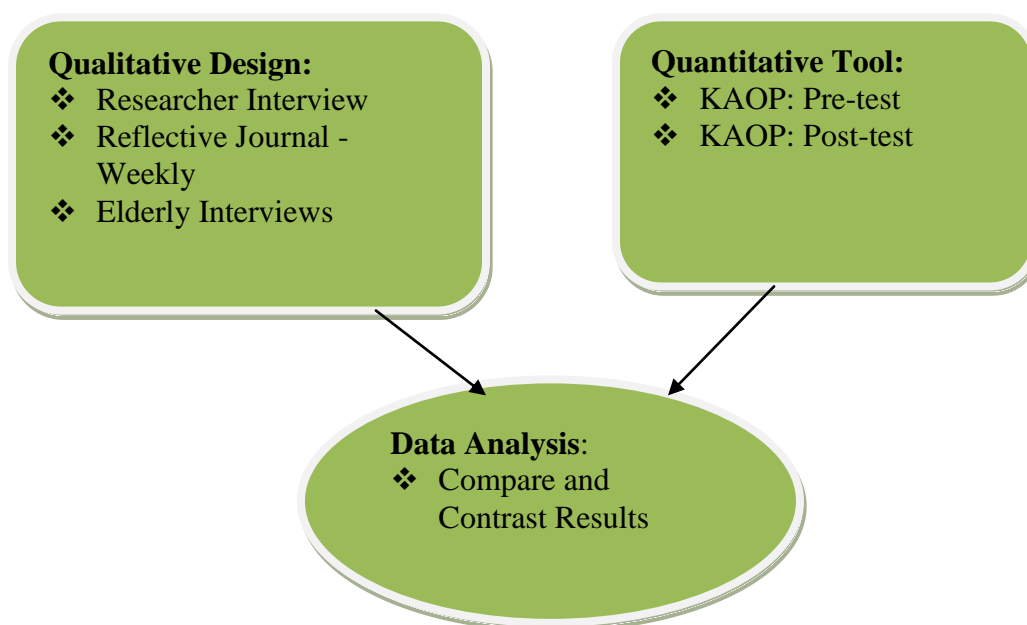 Qualitative Design:
❖ Researcher Interview
❖ Reflective Journal -
Weekly
❖ Elderly Interviews
Quantitative Tool:
❖ KAOP: Pre-test
❖ KAOP: Post-test
Data Analysis:
❖ Compare and
Contrast Results